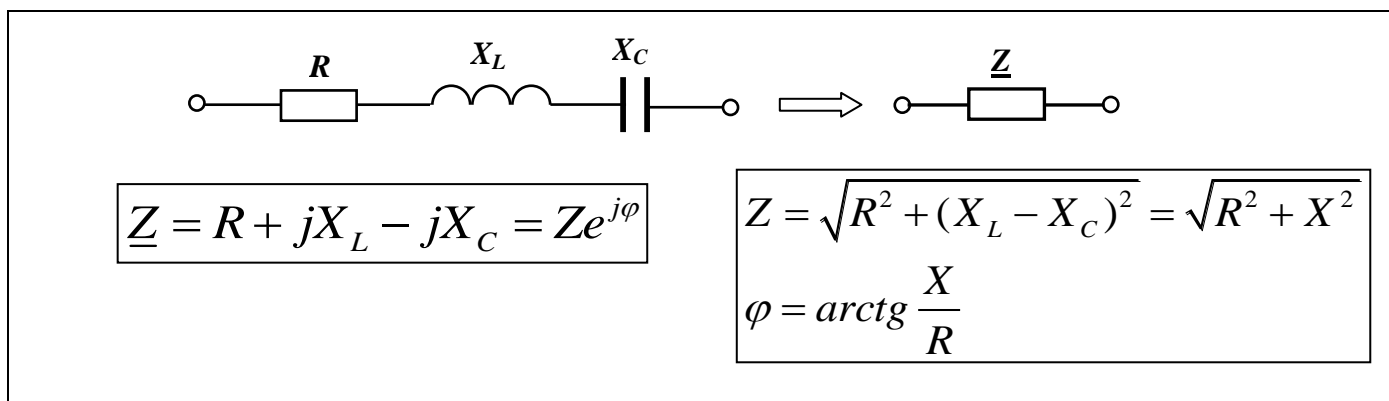 R X_L X_C Z
Z = R + jX_L − jX_C = Ze^{jφ}
Z = √(R² + (X_L − X_C)²) = √(R² + X²)
φ = arctg X/R